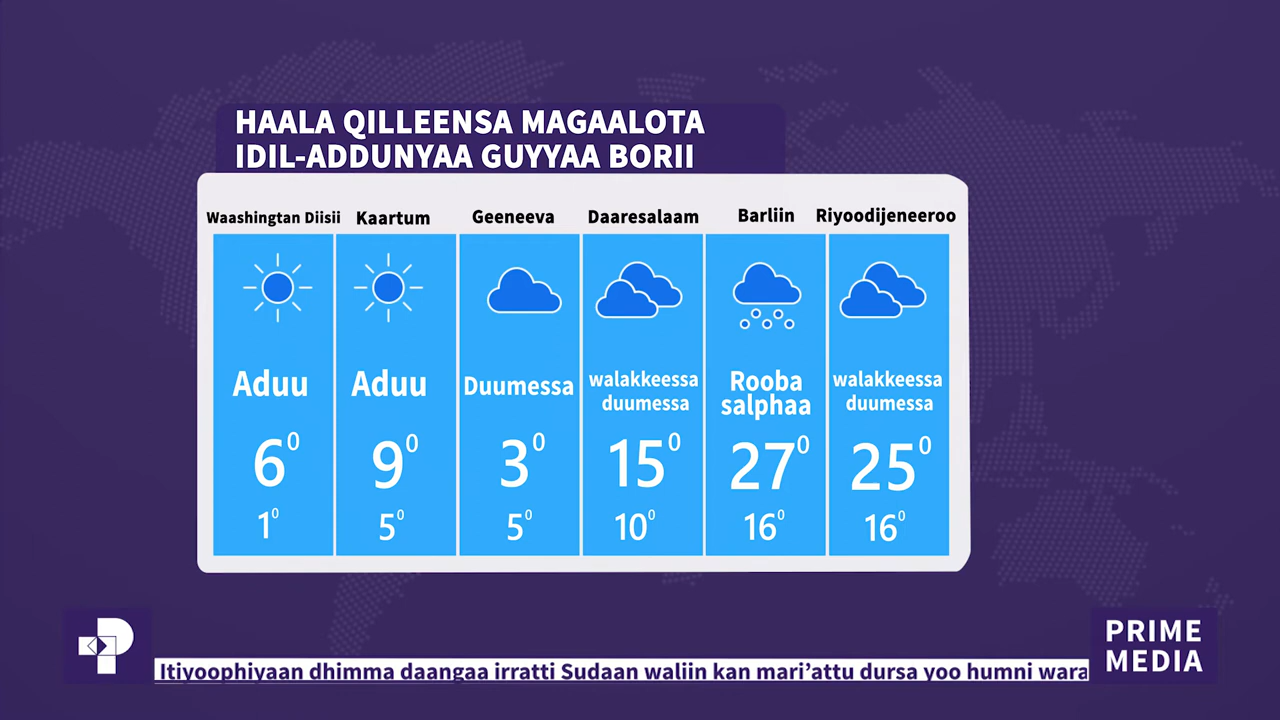 HAALA QILLEENSA MAGAALOTA
IDIL-ADDUNYAA GUYYAA BORII
Waashingtan Diisii Kaartum Geeneeva Daaresalaam Barliin Riyoodijeneeroo
Aduu Aduu Duumessa walakkeessa duumessa Rooba salphaa walakkeessa duumessa
6⁰ 9⁰ 3⁰ 15⁰ 27⁰ 25⁰
1⁰ 5⁰ 5⁰ 10⁰ 16⁰ 16⁰
PRIME
MEDIA
Itiyoophiyaan dhimma daangaa irratti Sudaan waliin kan mari’attu dursa yoo humni wara